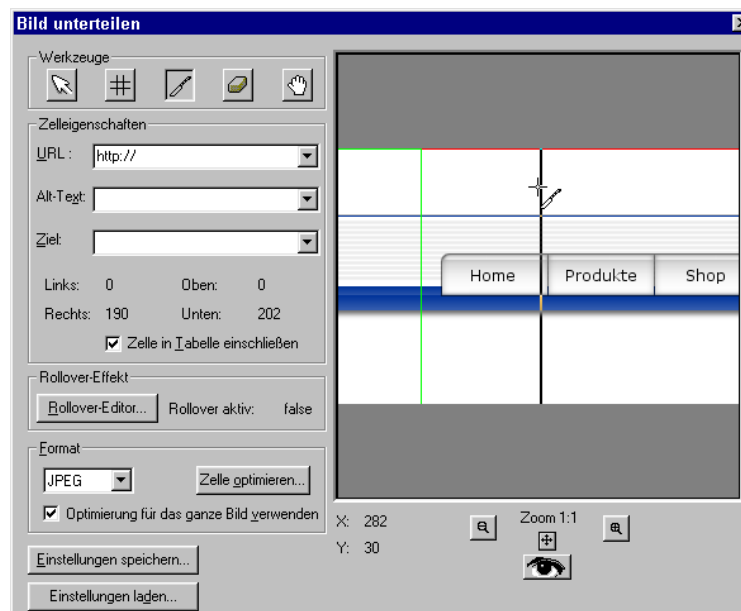 Bild unterteilen
Werkzeuge
Zelleigenschaften
URL : http://
Alt-Text:
Ziel:
Links: 0 Oben: 0
Rechts: 190 Unten: 202
Zelle in Tabelle einschließen
Rollover-Effekt
Rollover-Editor... Rollover aktiv: false
Format
JPEG Zelle optimieren...
Optimierung für das ganze Bild verwenden
Einstellungen speichern...
Einstellungen laden...
Home Produkte Shop
X: 282 Zoom 1:1
Y: 30